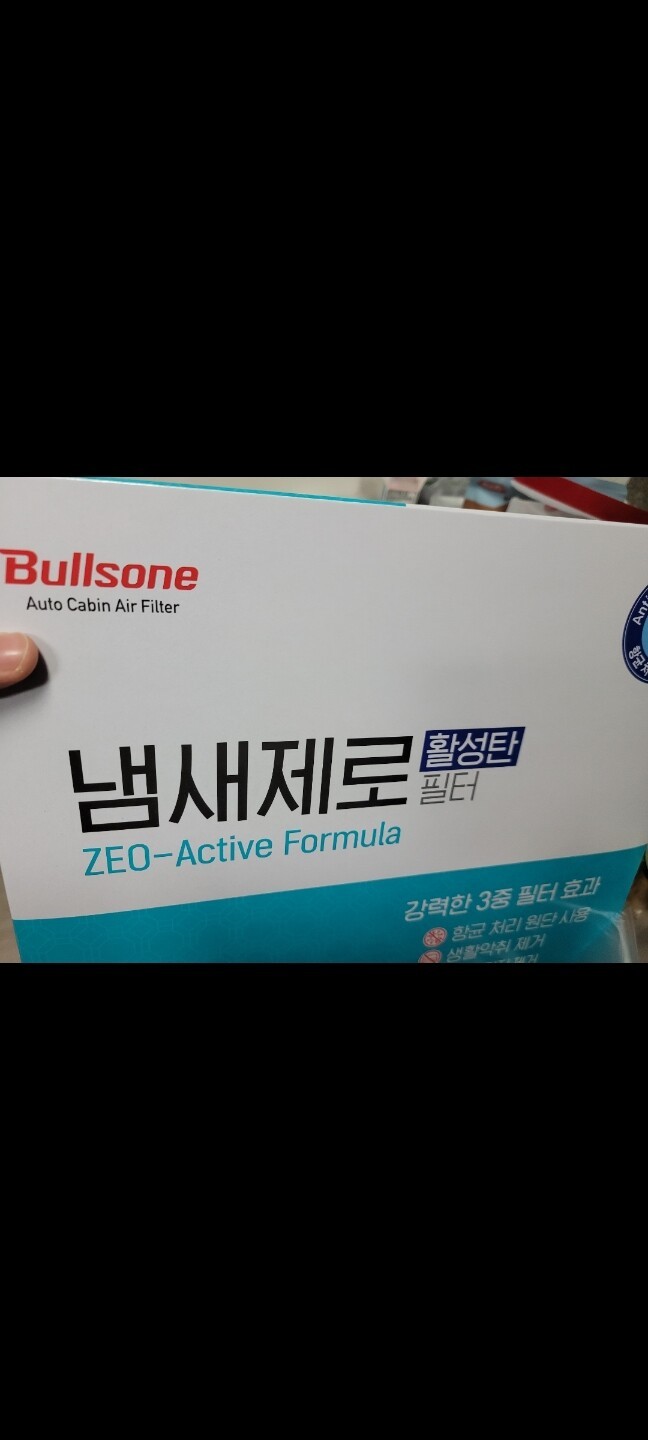 Bullsone
Auto Cabin Air Filter
냄새제로 활성탄
필터
ZEO-Active Formula
강력한 3중 필터 효과
항균 처리 원단 사용
생활악취 제거